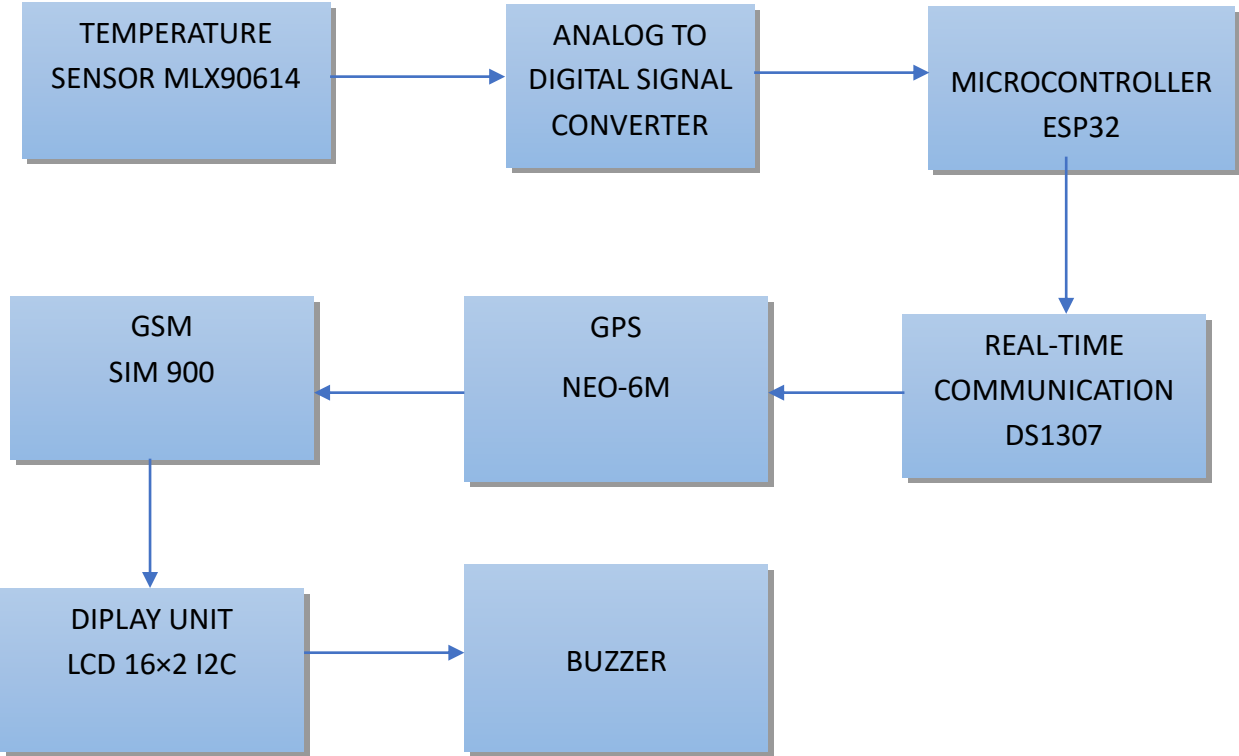 TEMPERATURE
SENSOR MLX90614
ANALOG TO
DIGITAL SIGNAL
CONVERTER
MICROCONTROLLER
ESP32
REAL-TIME
COMMUNICATION
DS1307
GPS
NEO-6M
GSM
SIM 900
DIPLAY UNIT
LCD 16×2 I2C
BUZZER